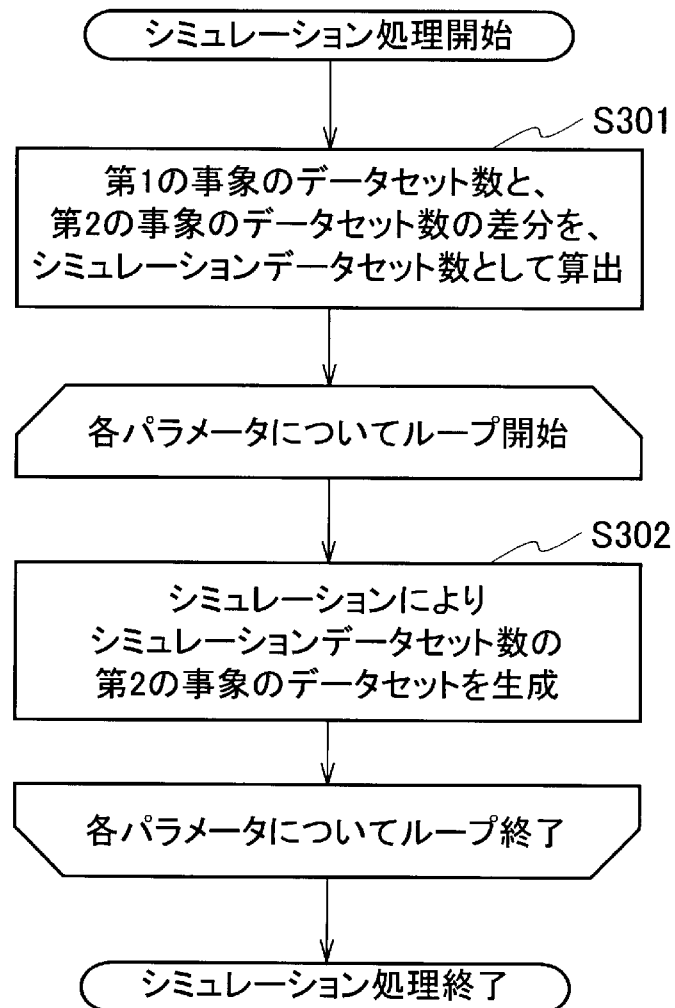 シミュレーション処理開始
S301
第1の事象のデータセット数と、
第2の事象のデータセット数の差分を、
シミュレーションデータセット数として算出
各パラメータについてループ開始
S302
シミュレーションにより
シミュレーションデータセット数の
第2の事象のデータセットを生成
各パラメータについてループ終了
シミュレーション処理終了